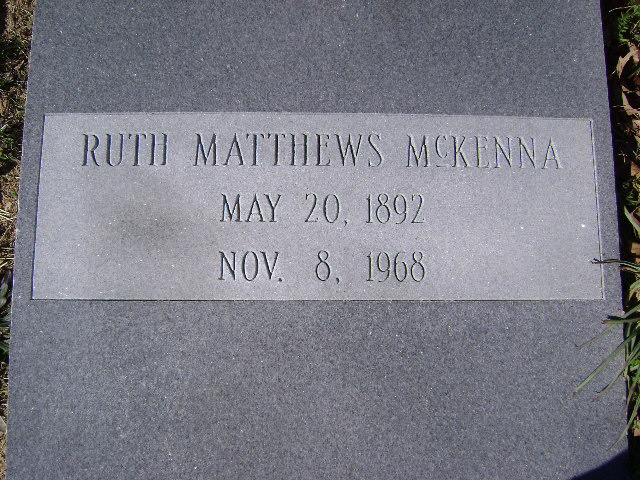 RUTH MATTHEWS McKENNA
MAY 20, 1892
NOV. 8, 1968